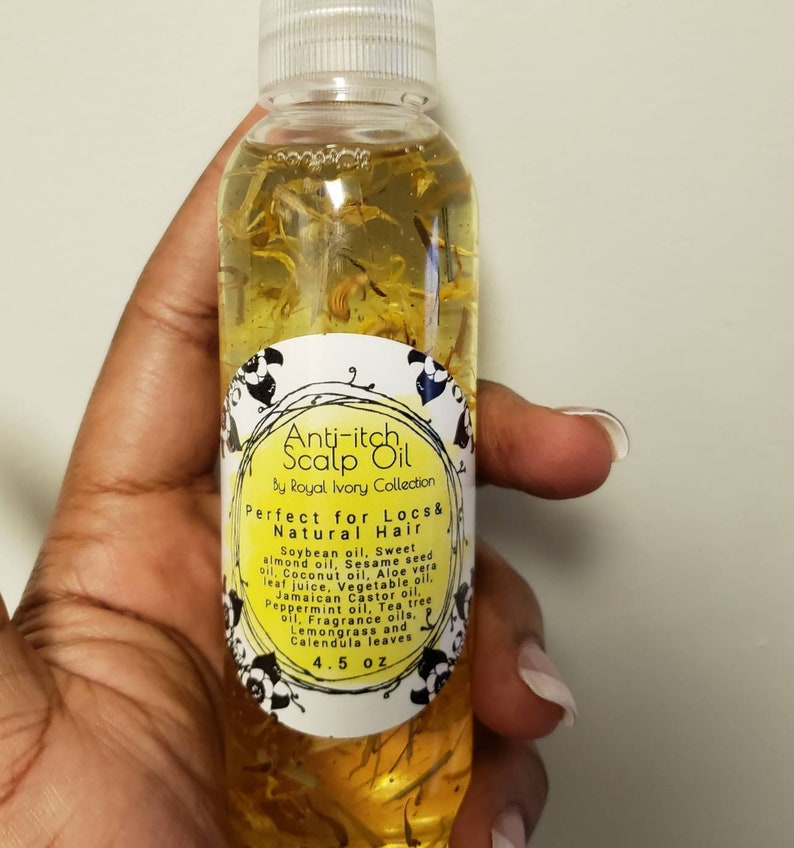 Anti-itch
Scalp Oil
By Royal Ivory Collection
Perfect for Locs&
Natural Hair
Soybean oil, Sweet
almond oil, Sesame seed
oil, Coconut oil, Aloe vera
leaf juice, Vegetable oil,
Jamaican Castor oil,
Peppermint oil, Tea tree
oil, Fragrance oils,
Lemongrass and
Calendula leaves
4.5 oz